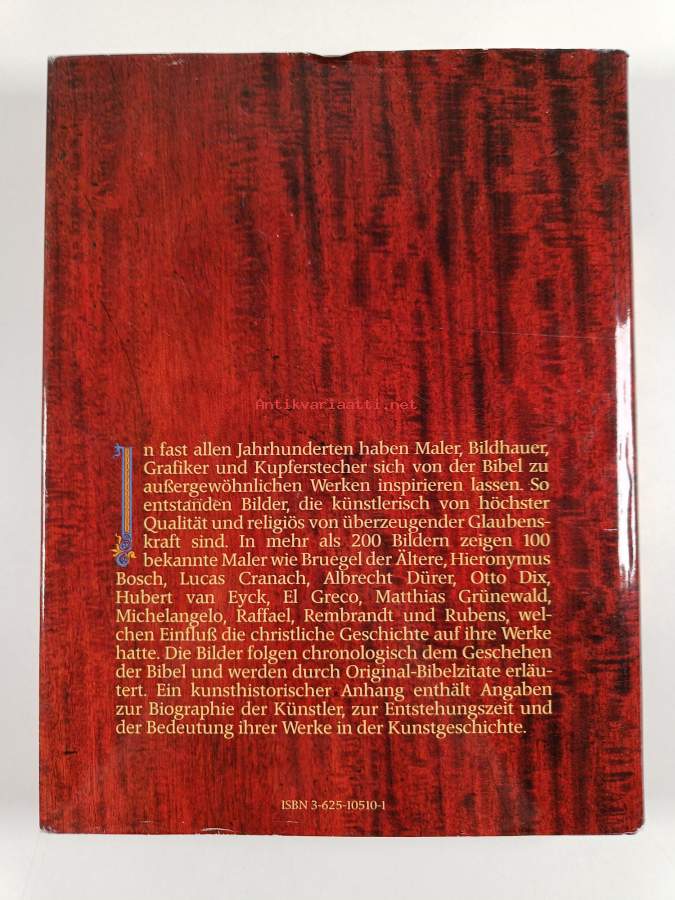 Antikvariaatti.net
In fast allen Jahrhunderten haben Maler, Bildhauer,
Grafiker und Kupferstecher sich von der Bibel zu
außergewöhnlichen Werken inspirieren lassen. So
entstanden Bilder, die künstlerisch von höchster
Qualität und religiös von überzeugender Glaubens-
kraft sind. In mehr als 200 Bildern zeigen 100
bekannte Maler wie Bruegel der Ältere, Hieronymus
Bosch, Lucas Cranach, Albrecht Dürer, Otto Dix,
Hubert van Eyck, El Greco, Matthias Grünewald,
Michelangelo, Raffael, Rembrandt und Rubens, wel-
chen Einfluß die christliche Geschichte auf ihre Werke
hatte. Die Bilder folgen chronologisch dem Geschehen
der Bibel und werden durch Original-Bibelzitate erläu-
tert. Ein kunsthistorischer Anhang enthält Angaben
zur Biographie der Künstler, zur Entstehungszeit und
der Bedeutung ihrer Werke in der Kunstgeschichte.
ISBN 3-625-10510-1